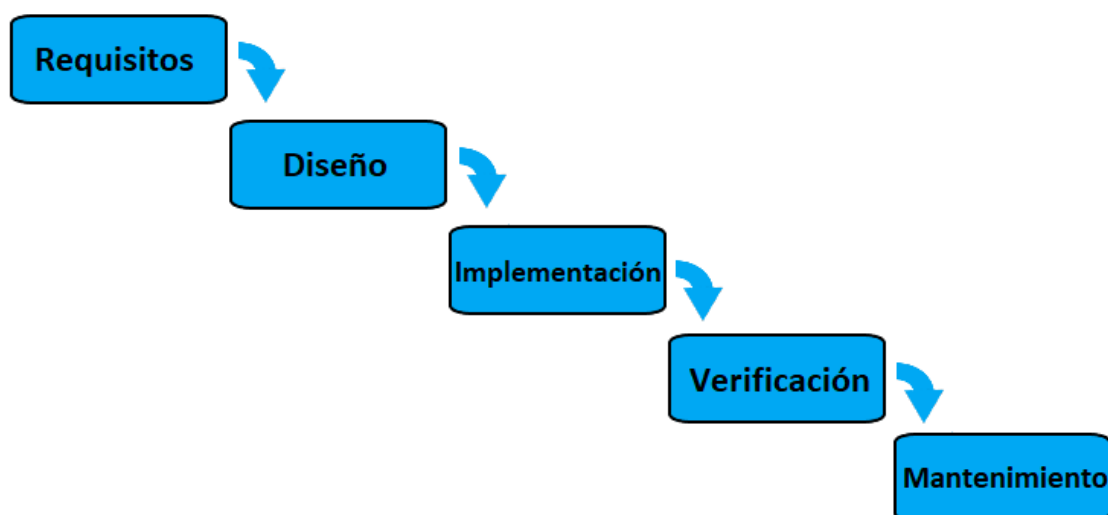 Requisitos
Diseño
Implementación
Verificación
Mantenimiento